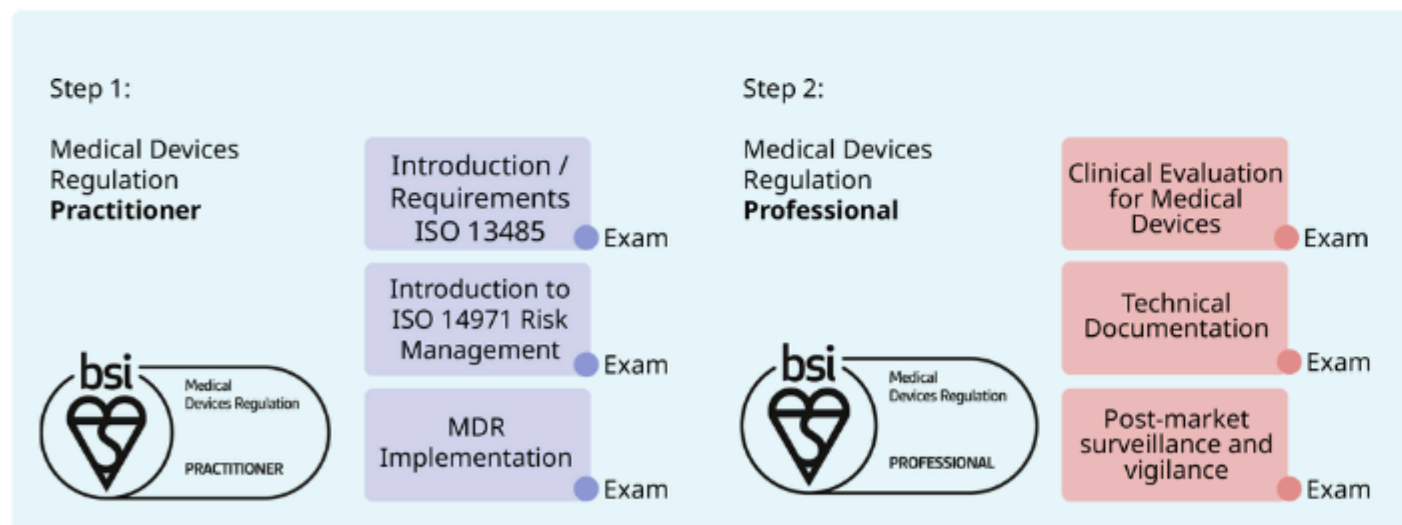 Step 1:
Medical Devices
Regulation
Practitioner
Introduction /
Requirements
ISO 13485
Exam
Introduction to
ISO 14971 Risk
Management
Exam
MDR
Implementation
Exam
bsi
Medical
Devices Regulation
PRACTITIONER
Step 2:
Medical Devices
Regulation
Professional
Clinical Evaluation
for Medical
Devices
Exam
Technical
Documentation
Exam
Post-market
surveillance and
vigilance
Exam
bsi
Medical
Devices Regulation
PROFESSIONAL